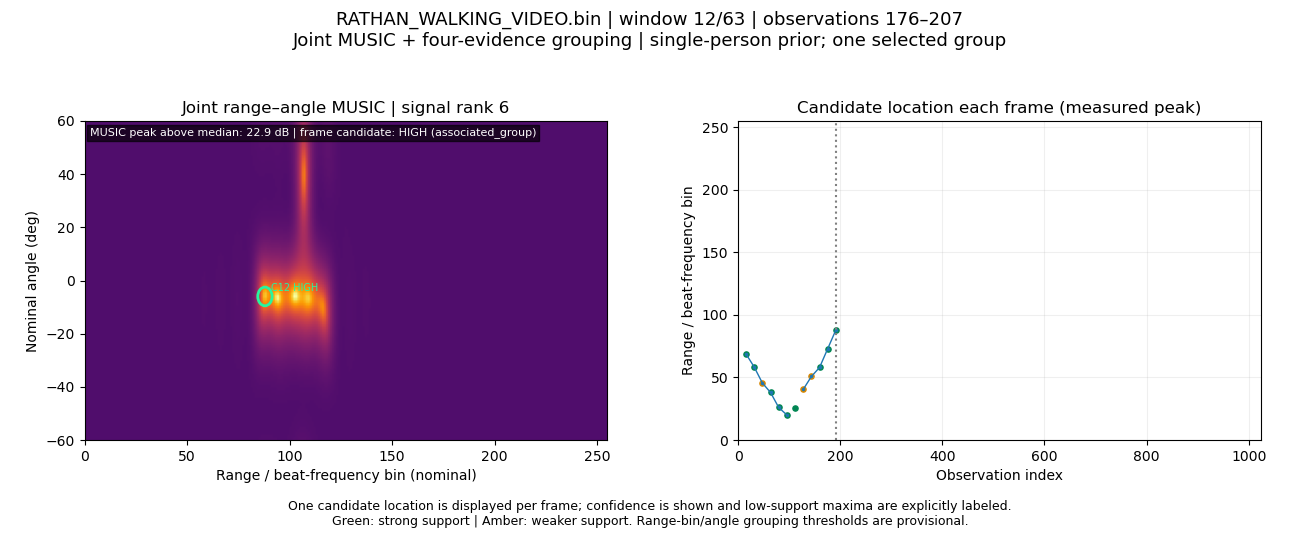 RATHAN_WALKING_VIDEO.bin | window 12/63 | observations 176–207
Joint MUSIC + four-evidence grouping | single-person prior; one selected group
Joint range–angle MUSIC | signal rank 6
MUSIC peak above median: 22.9 dB | frame candidate: HIGH (associated_group)
G12 HIGH
60
40
20
0
−20
−40
−60
Nominal angle (deg)
0
50
100
150
200
250
Range / beat-frequency bin (nominal)
Candidate location each frame (measured peak)
250
200
150
100
50
0
Range / beat-frequency bin
0
200
400
600
800
1000
Observation index
One candidate location is displayed per frame; confidence is shown and low-support maxima are explicitly labeled.
Green: strong support | Amber: weaker support. Range-bin/angle grouping thresholds are provisional.